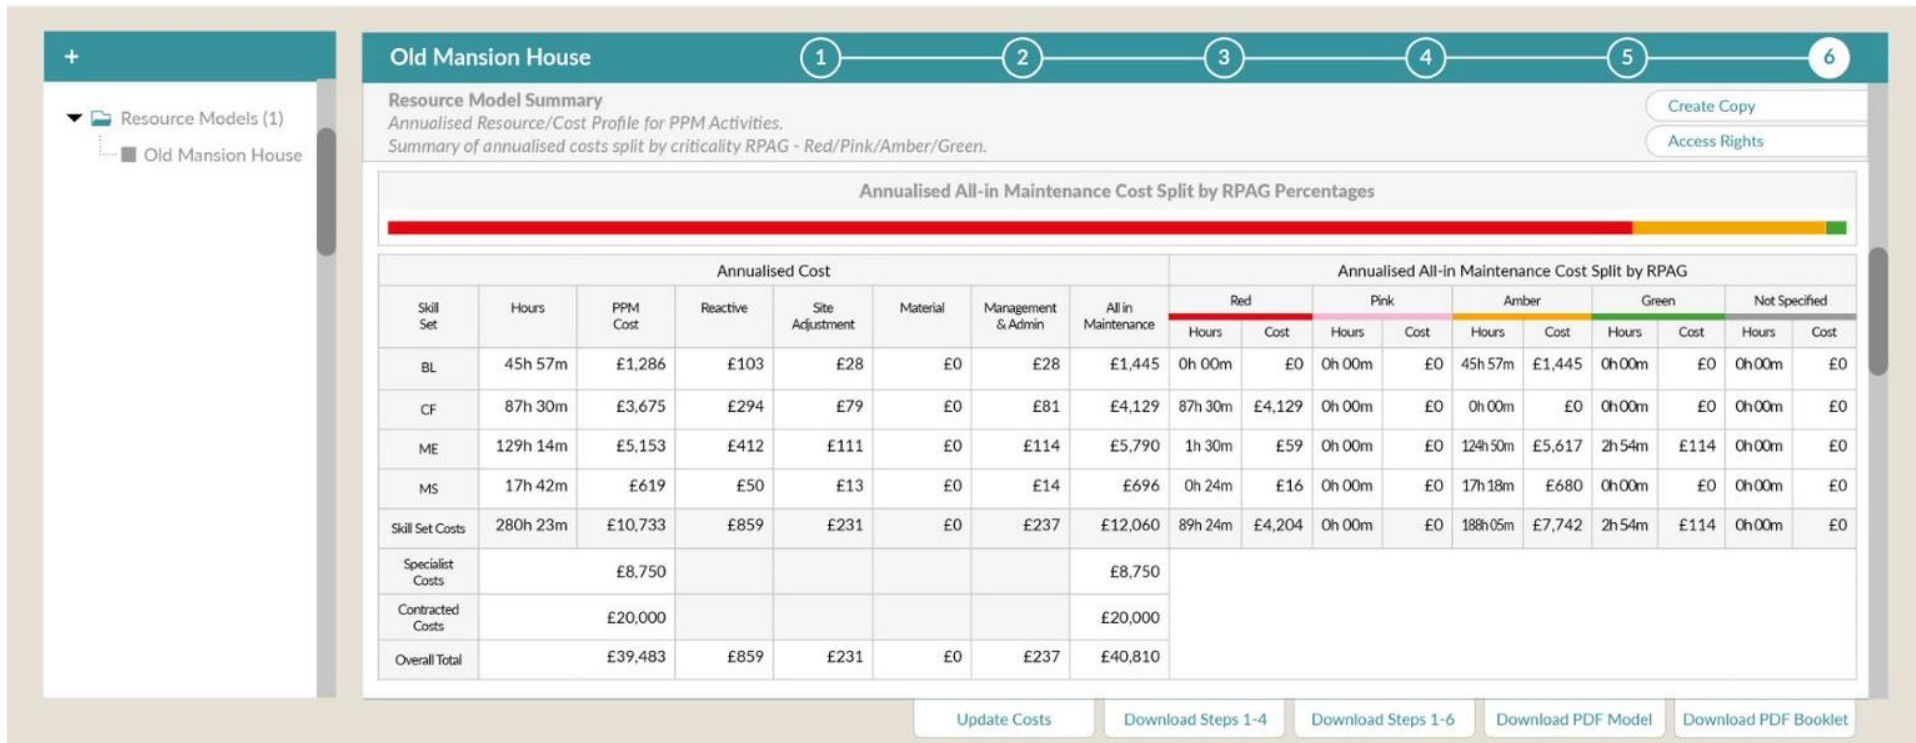 +
Resource Models (1)
Old Mansion House
Old Mansion House 1 2 3 4 5 6
Resource Model Summary
Annualised Resource/Cost Profile for PPM Activities.
Summary of annualised costs split by criticality RPAG - Red/Pink/Amber/Green.
Create Copy
Access Rights
Annualised All-in Maintenance Cost Split by RPAG Percentages
Annualised Cost Annualised All-in Maintenance Cost Split by RPAG
Skill Set Hours PPM Cost Reactive Site Adjustment Material Management & Admin All in Maintenance Red Pink Amber Green Not Specified
Hours Cost Hours Cost Hours Cost Hours Cost Hours Cost
BL 45h 57m £1,286 £103 £28 £0 £28 £1,445 0h 00m £0 0h 00m £0 45h 57m £1,445 0h 00m £0 0h 00m £0
CF 87h 30m £3,675 £294 £79 £0 £81 £4,129 87h 30m £4,129 0h 00m £0 0h 00m £0 0h 00m £0 0h 00m £0
ME 129h 14m £5,153 £412 £111 £0 £114 £5,790 1h 30m £59 0h 00m £0 124h 50m £5,617 2h 54m £114 0h 00m £0
MS 17h 42m £619 £50 £13 £0 £14 £696 0h 24m £16 0h 00m £0 17h 18m £680 0h 00m £0 0h 00m £0
Skill Set Costs 280h 23m £10,733 £859 £231 £0 £237 £12,060 89h 24m £4,204 0h 00m £0 188h 05m £7,742 2h 54m £114 0h 00m £0
Specialist Costs £8,750 £8,750
Contracted Costs £20,000 £20,000
Overall Total £39,483 £859 £231 £0 £237 £40,810
Update Costs Download Steps 1-4 Download Steps 1-6 Download PDF Model Download PDF Booklet